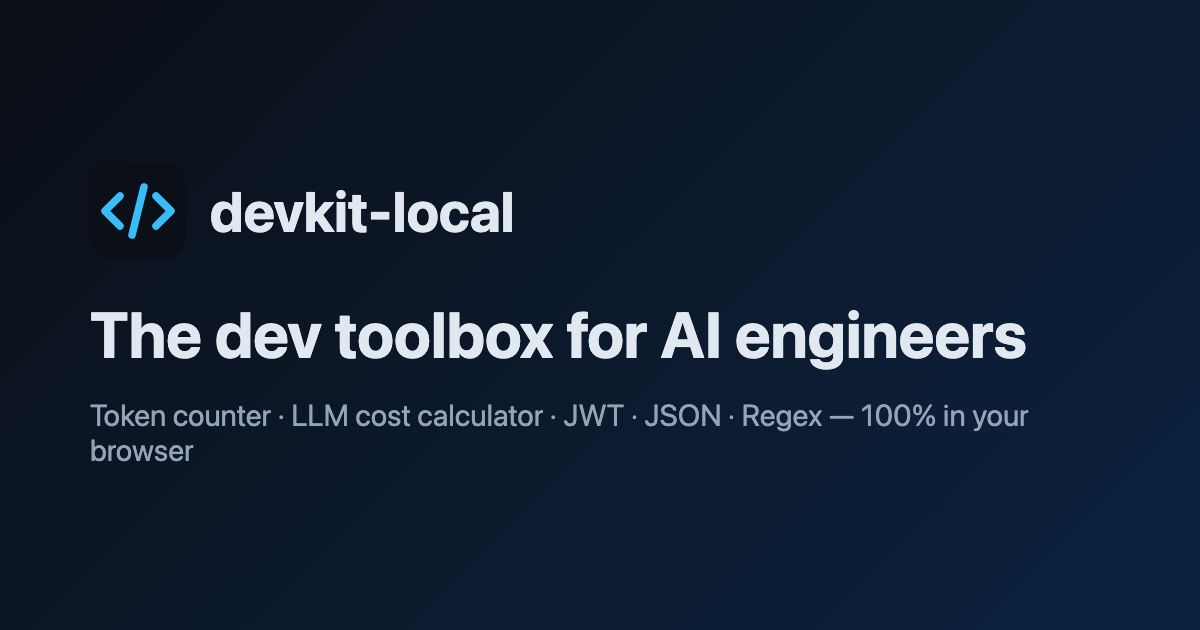 </> devkit-local
The dev toolbox for AI engineers
Token counter · LLM cost calculator · JWT · JSON · Regex — 100% in your
browser